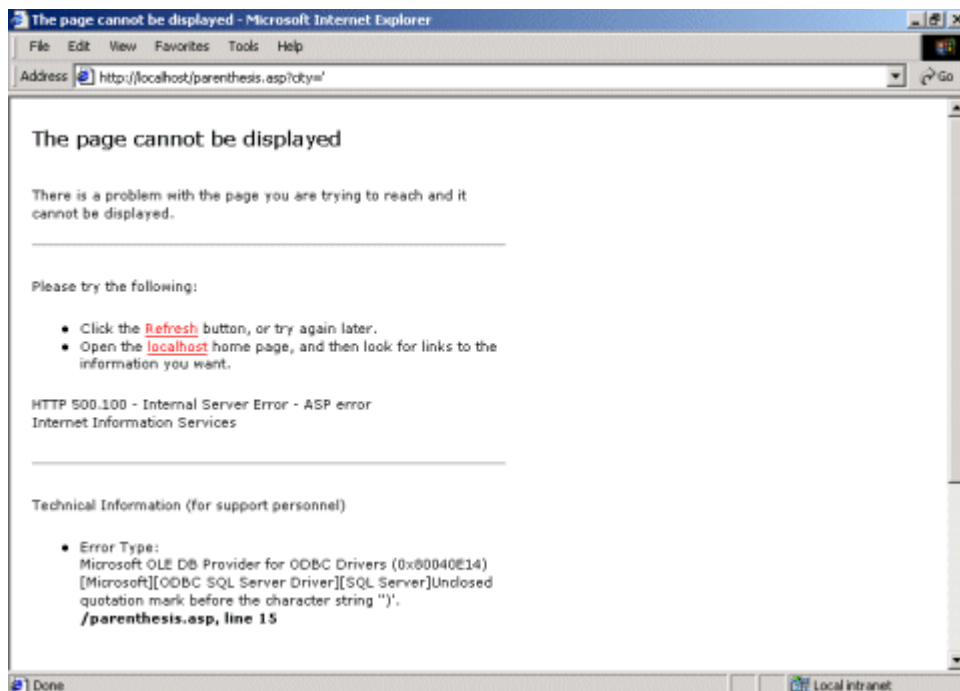 The page cannot be displayed - Microsoft Internet Explorer
File Edit View Favorites Tools Help
Address http://localhost/parenthesis.asp?city=' Go
The page cannot be displayed
There is a problem with the page you are trying to reach and it
cannot be displayed.
Please try the following:
Click the Refresh button, or try again later.
Open the localhost home page, and then look for links to the
information you want.
HTTP 500.100 - Internal Server Error - ASP error
Internet Information Services
Technical Information (for support personnel)
Error Type:
Microsoft OLE DB Provider for ODBC Drivers (0x80040E14)
[Microsoft][ODBC SQL Server Driver][SQL Server]Unclosed
quotation mark before the character string '')'.
/parenthesis.asp, line 15
Done Local intranet